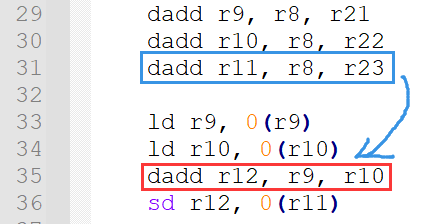 29 dadd r9, r8, r21
30 dadd r10, r8, r22
31 dadd r11, r8, r23
32
33 ld r9, 0(r9)
34 ld r10, 0(r10)
35 dadd r12, r9, r10
36 sd r12, 0(r11)